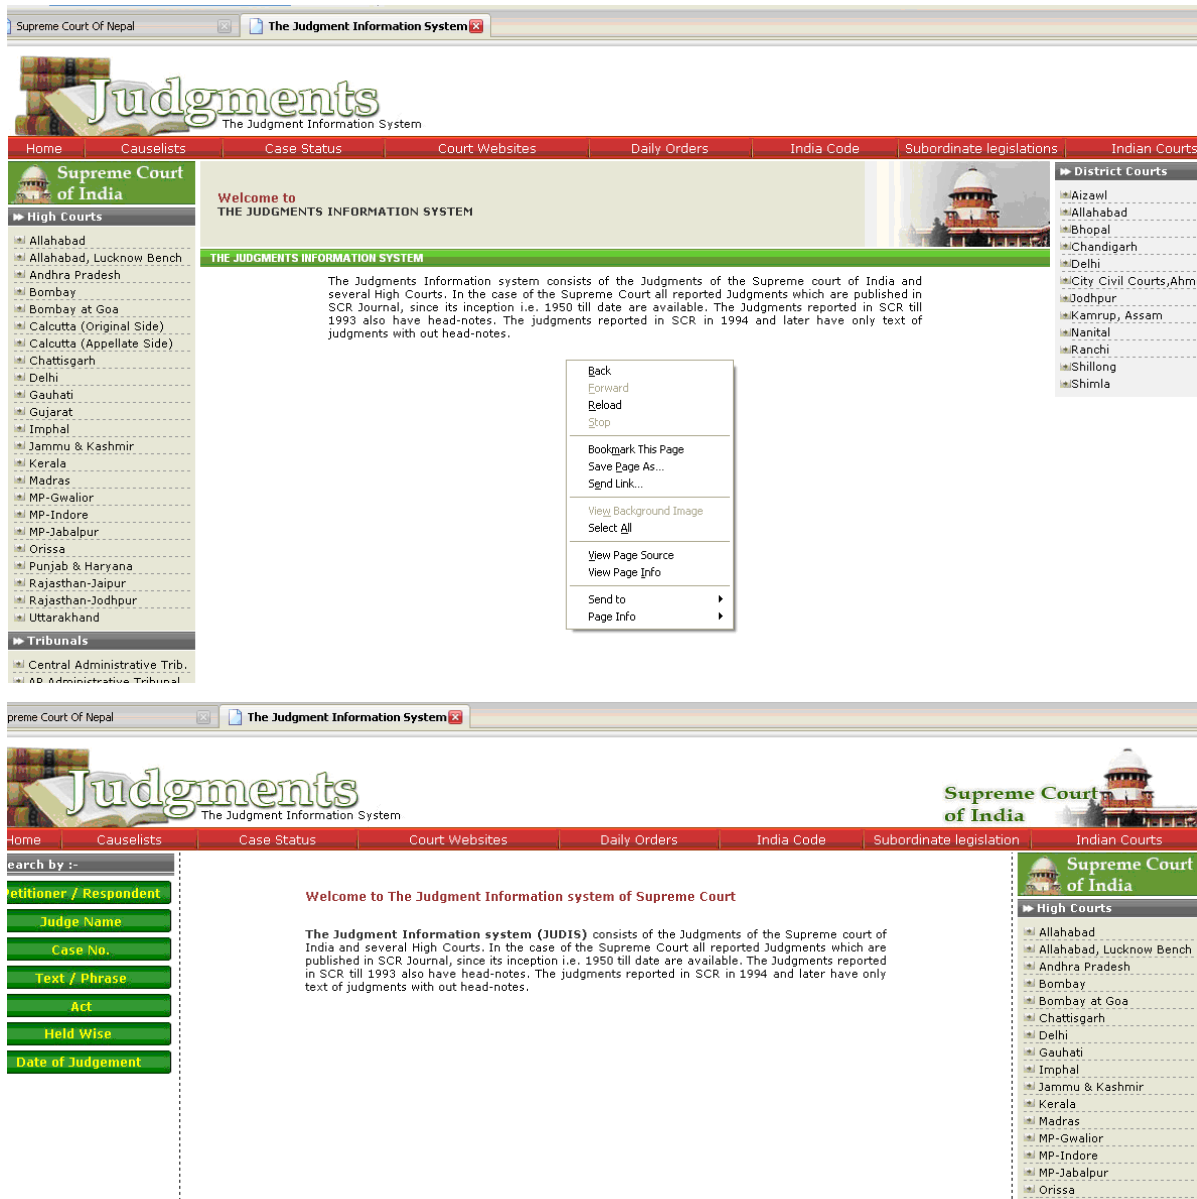 Supreme Court Of Nepal
The Judgment Information System
Judgments
The Judgment Information System
Home Causelists Case Status Court Websites Daily Orders India Code Subordinate legislations Indian Courts
Supreme Court
of India
High Courts
Allahabad
Allahabad, Lucknow Bench
Andhra Pradesh
Bombay
Bombay at Goa
Calcutta (Original Side)
Calcutta (Appellate Side)
Chattisgarh
Delhi
Gauhati
Gujarat
Imphal
Jammu & Kashmir
Kerala
Madras
MP-Gwalior
MP-Indore
MP-Jabalpur
Orissa
Punjab & Haryana
Rajasthan-Jaipur
Rajasthan-Jodhpur
Uttarakhand
Tribunals
Central Administrative Trib.
AP Administrative Tribunal
Welcome to
THE JUDGMENTS INFORMATION SYSTEM
THE JUDGMENTS INFORMATION SYSTEM
The Judgments Information system consists of the Judgments of the Supreme court of India and
several High Courts. In the case of the Supreme Court all reported Judgments which are published in
SCR Journal, since its inception i.e. 1950 till date are available. The Judgments reported in SCR till
1993 also have head-notes. The judgments reported in SCR in 1994 and later have only text of
judgments with out head-notes.
Back
Forward
Reload
Stop
Bookmark This Page
Save Page As...
Send Link...
View Background Image
Select All
View Page Source
View Page Info
Send to
Page Info
District Courts
Aizawl
Allahabad
Bhopal
Chandigarh
Delhi
City Civil Courts,Ahm
Jodhpur
Kamrup, Assam
Nanital
Ranchi
Shillong
Shimla
preme Court Of Nepal
The Judgment Information System
Judgments
The Judgment Information System
Supreme Court
of India
Home Causelists Case Status Court Websites Daily Orders India Code Subordinate legislation Indian Courts
earch by :-
Petitioner / Respondent
Judge Name
Case No.
Text / Phrase
Act
Held Wise
Date of Judgement
Welcome to The Judgment Information system of Supreme Court
The Judgment Information system (JUDIS) consists of the Judgments of the Supreme court of
India and several High Courts. In the case of the Supreme Court all reported Judgments which are
published in SCR Journal, since its inception i.e. 1950 till date are available. The Judgments reported
in SCR till 1993 also have head-notes. The judgments reported in SCR in 1994 and later have only
text of judgments with out head-notes.
Supreme Court
of India
High Courts
Allahabad
Allahabad, Lucknow Bench
Andhra Pradesh
Bombay
Bombay at Goa
Chattisgarh
Delhi
Gauhati
Imphal
Jammu & Kashmir
Kerala
Madras
MP-Gwalior
MP-Indore
MP-Jabalpur
Orissa